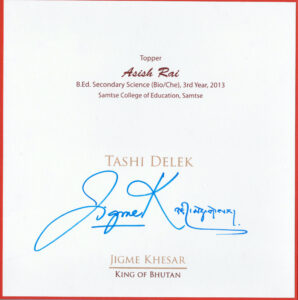 Topper
Asish Rai
B.Ed. Secondary Science (Bio/Che), 3rd Year, 2013
Samtse College of Education, Samtse
TASHI DELEK
Jigme K
JIGME KHESAR
KING OF BHUTAN